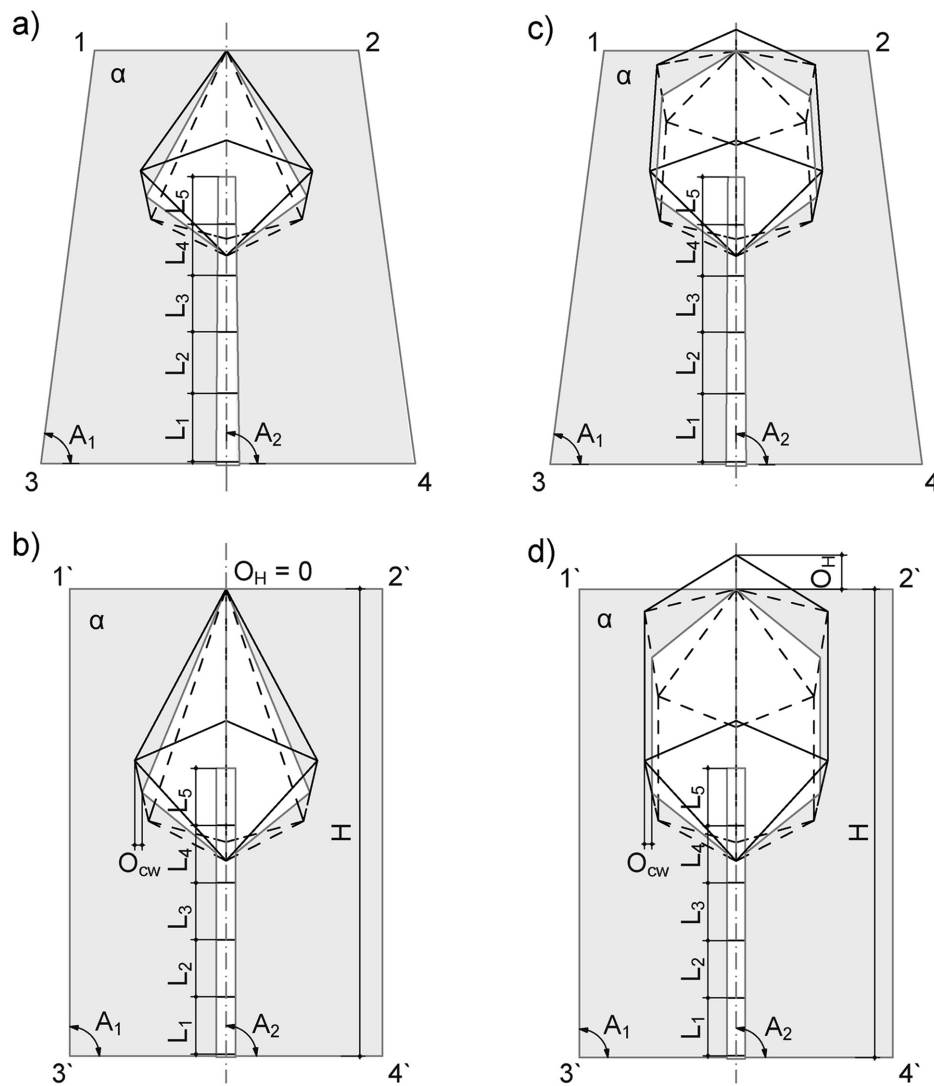 a)
1 2
α
L5
L4
L3
L2
L1
A1 A2
3 4
c)
1 2
α
L5
L4
L3
L2
L1
A1 A2
3 4
b)
1` 2`
OH = 0
α
L5
OCW
L4
H
L3
L2
L1
A1 A2
3` 4`
d)
1` 2`
OH
α
L5
OCW
L4
H
L3
L2
L1
A1 A2
3` 4`